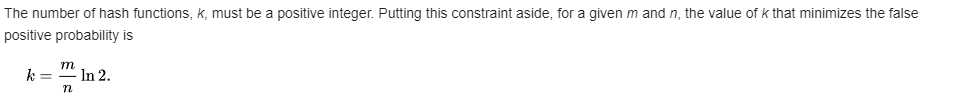 The number of hash functions, k, must be a positive integer. Putting this constraint aside, for a given m and n, the value of k that minimizes the false
positive probability is
k = m/n ln 2.